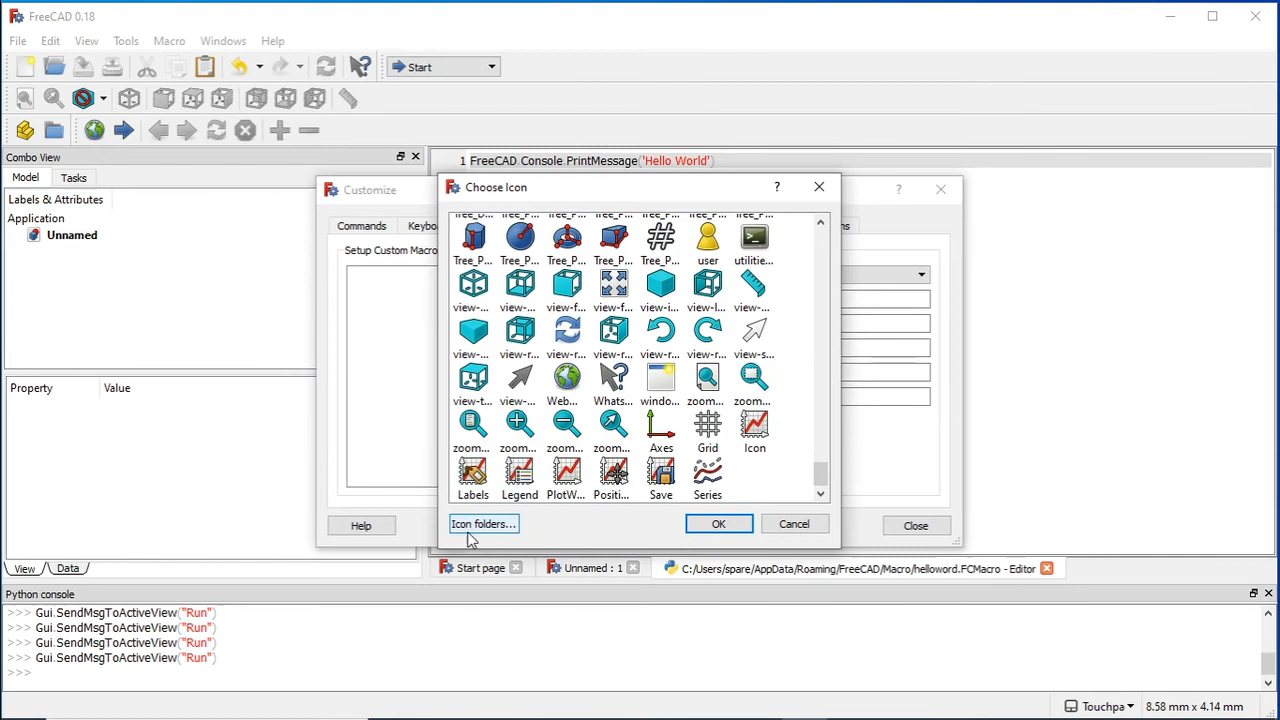 FreeCAD 0.18
File Edit View Tools Macro Windows Help
Start
Combo View
Model Tasks
Labels & Attributes
Application
Unnamed
Property Value
View Data
1 FreeCAD.Console.PrintMessage('Hello World')
Customize
Commands Keybo
Setup Custom Macro
Help
Close
Choose Icon
Tree_P... Tree_P... Tree_P... Tree_P... Tree_P... user utilitie...
view-... view-... view-f... view-f... view-i... view-l... view-...
view-... view-r... view-r... view-r... view-r... view-r... view-s...
view-t... view-... Web... Whats... windo... zoom... zoom...
zoom... zoom... zoom... zoom... Axes Grid Icon
Labels Legend PlotW... Positi... Save Series
Icon folders... OK Cancel
Start page Unnamed : 1 C:/Users/spare/AppData/Roaming/FreeCAD/Macro/helloword.FCMacro - Editor
Python console
>>> Gui.SendMsgToActiveView("Run")
>>> Gui.SendMsgToActiveView("Run")
>>> Gui.SendMsgToActiveView("Run")
>>> Gui.SendMsgToActiveView("Run")
>>>
Touchpa 8.58 mm x 4.14 mm